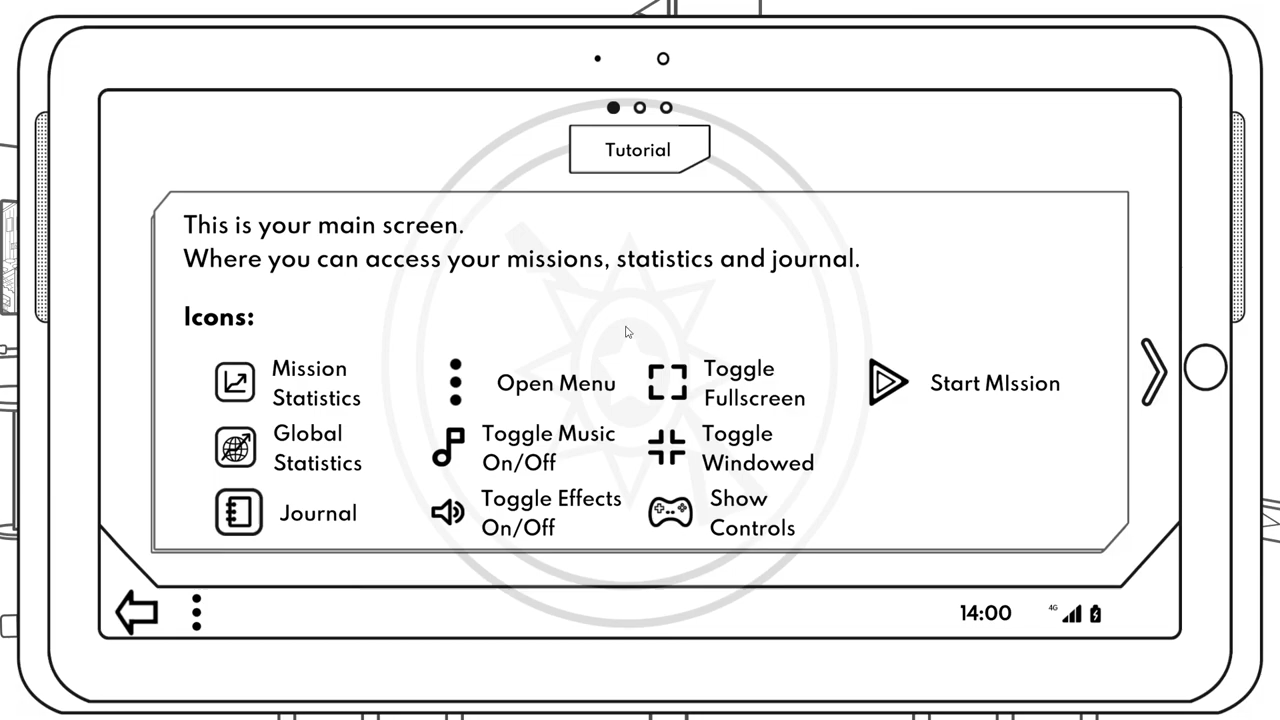 Tutorial
This is your main screen.
Where you can access your missions, statistics and journal.
Icons:
Mission
Statistics
Open Menu
Toggle
Fullscreen
Start MIssion
Global
Statistics
Toggle Music
On/Off
Toggle
Windowed
Journal
Toggle Effects
On/Off
Show
Controls
14:00
4G